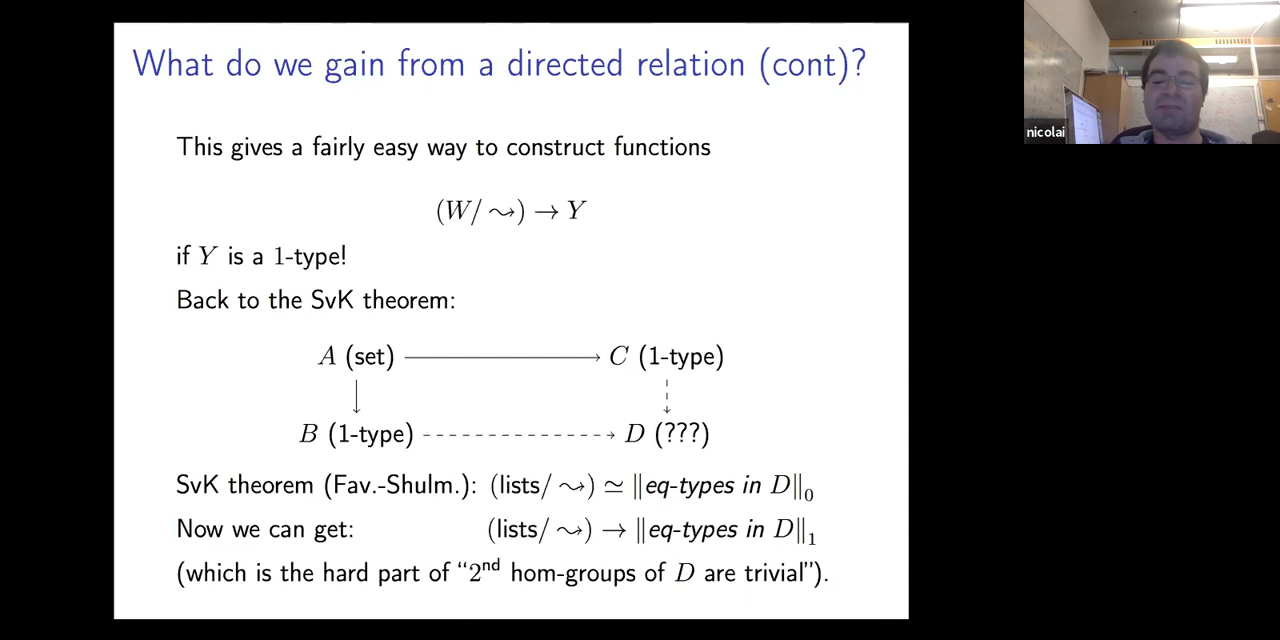 What do we gain from a directed relation (cont)?
This gives a fairly easy way to construct functions
(W/ ⇝) → Y
if Y is a 1-type!
Back to the SvK theorem:
A (set) → C (1-type)
B (1-type) ⇢ D (???)
SvK theorem (Fav.-Shulm.): (lists/ ⇝) ≃ ‖eq-types in D‖₀
Now we can get: (lists/ ⇝) → ‖eq-types in D‖₁
(which is the hard part of “2ⁿᵈ hom-groups of D are trivial”).
nicolai